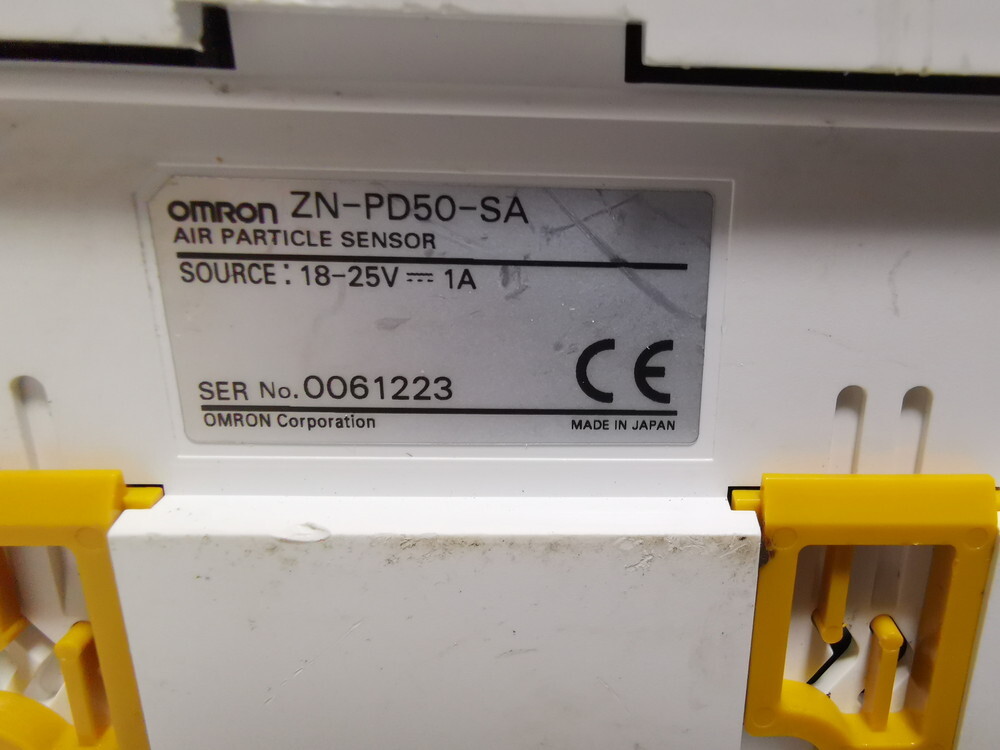 OMRON ZN-PD50-SA
AIR PARTICLE SENSOR
SOURCE: 18-25V ⎓ 1A
SER No. 0061223
CE
OMRON Corporation
MADE IN JAPAN